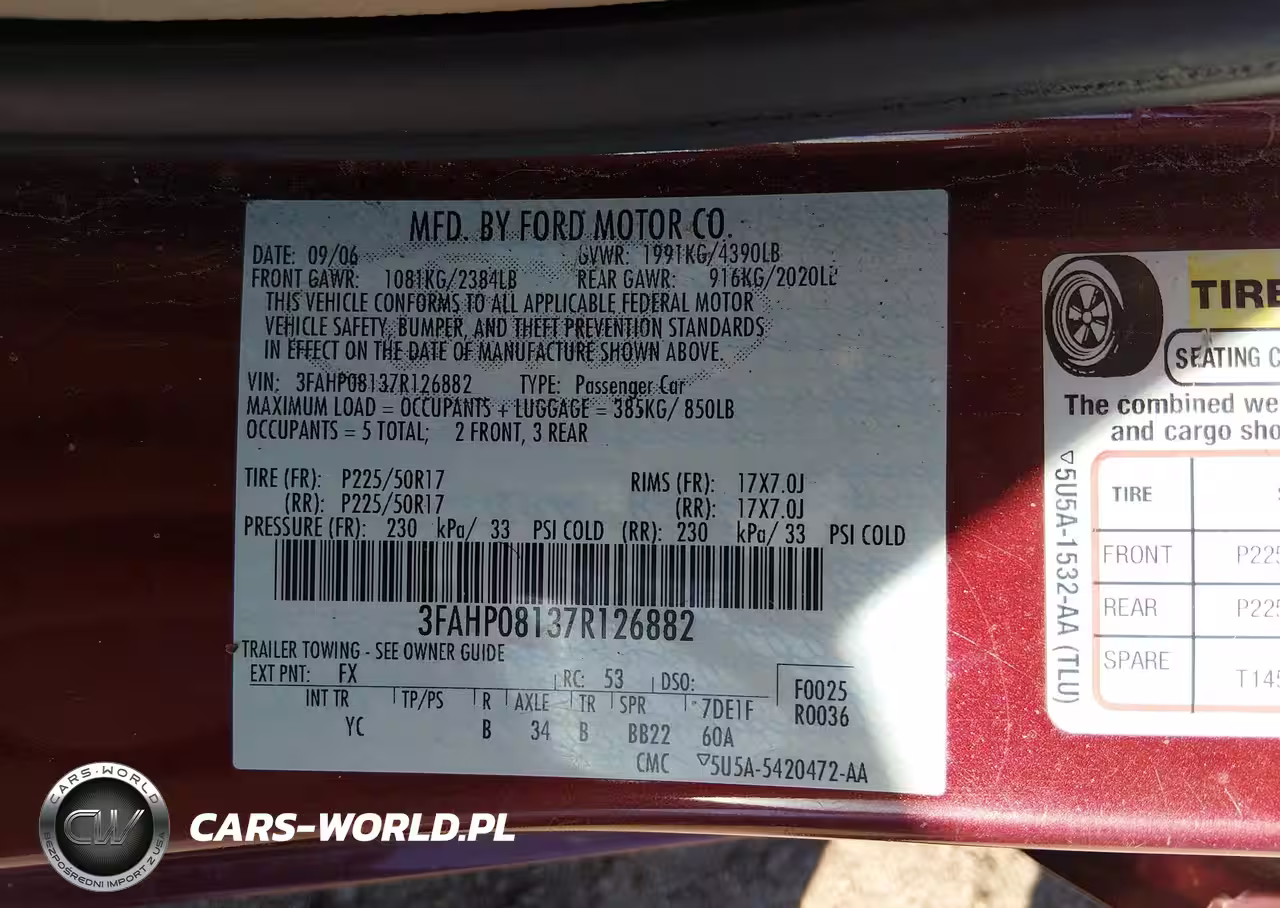 MFD. BY FORD MOTOR CO.
DATE: 09/06 GVWR: 1991KG/4390LB
FRONT GAWR: 1081KG/2384LB REAR GAWR: 916KG/2020LB
THIS VEHICLE CONFORMS TO ALL APPLICABLE FEDERAL MOTOR
VEHICLE SAFETY, BUMPER, AND THEFT PREVENTION STANDARDS
IN EFFECT ON THE DATE OF MANUFACTURE SHOWN ABOVE.
VIN: 3FAHP08137R126882 TYPE: Passenger Car
MAXIMUM LOAD = OCCUPANTS + LUGGAGE = 385KG/ 850LB
OCCUPANTS = 5 TOTAL; 2 FRONT, 3 REAR
TIRE (FR): P225/50R17 RIMS (FR): 17X7.0J
(RR): P225/50R17 (RR): 17X7.0J
PRESSURE (FR): 230 kPa/ 33 PSI COLD (RR): 230 kPa/ 33 PSI COLD
3FAHP08137R126882
TRAILER TOWING - SEE OWNER GUIDE
EXT PNT: FX RC: 53 DSO: F0025
INT TR TP/PS R AXLE TR SPR 7DE1F R0036
YC B 34 B BB22 60A
CMC ▽5U5A-5420472-AA
TIRE
SEATING C
The combined we
and cargo sho
TIRE S
FRONT P225
REAR P225
SPARE T145
▽5U5A-1532-AA (TLU)
CARS-WORLD
CW
BEZPOŚREDNI IMPORT Z USA
CARS-WORLD.PL